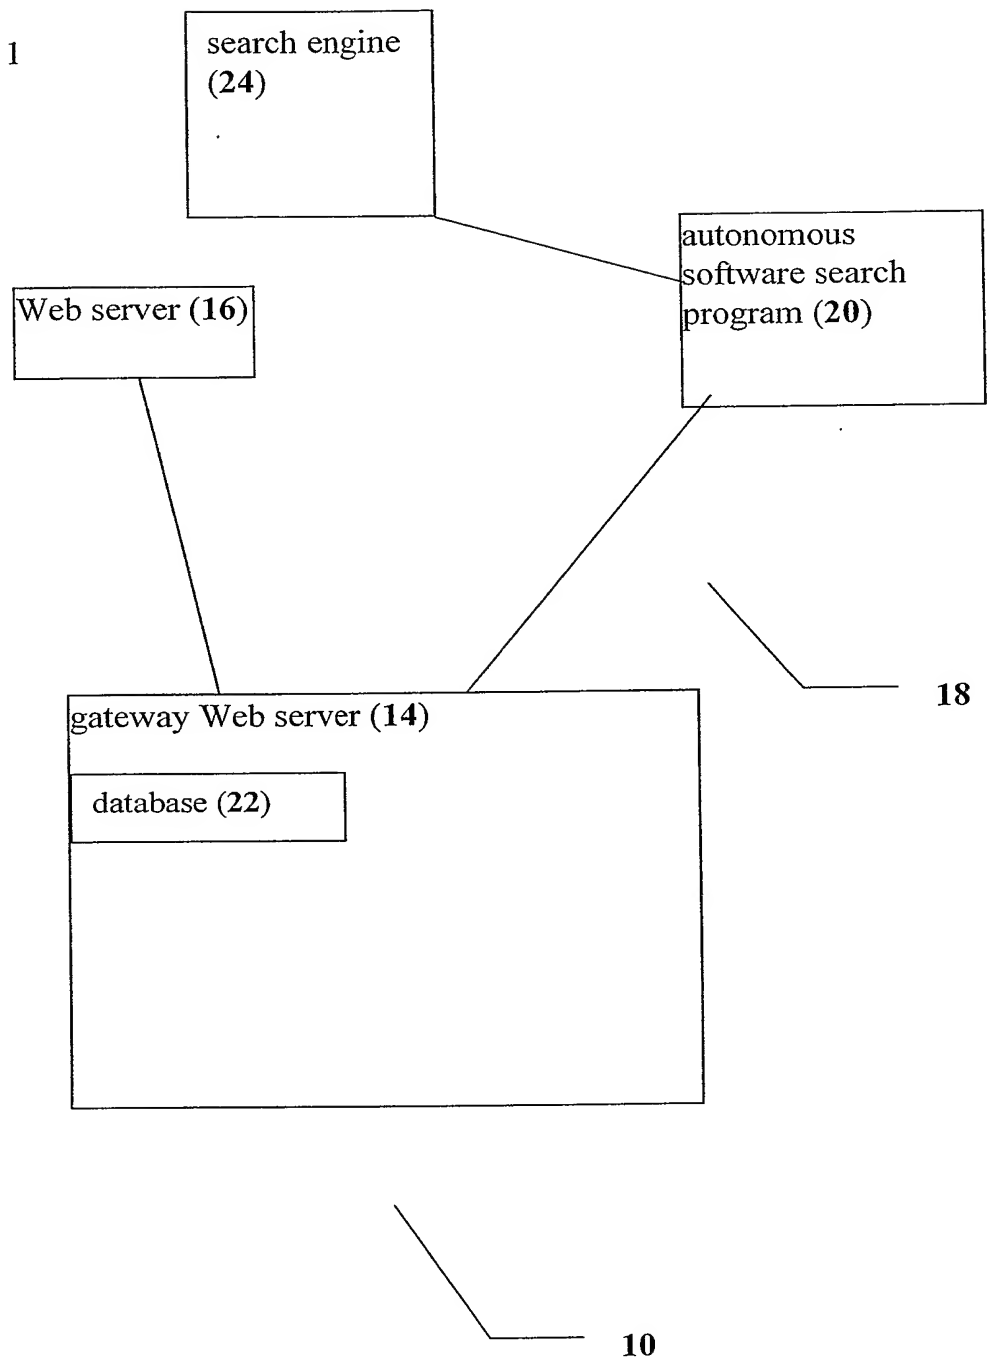 1
search engine
(24)
autonomous
software search
program (20)
Web server (16)
18
gateway Web server (14)
database (22)
10